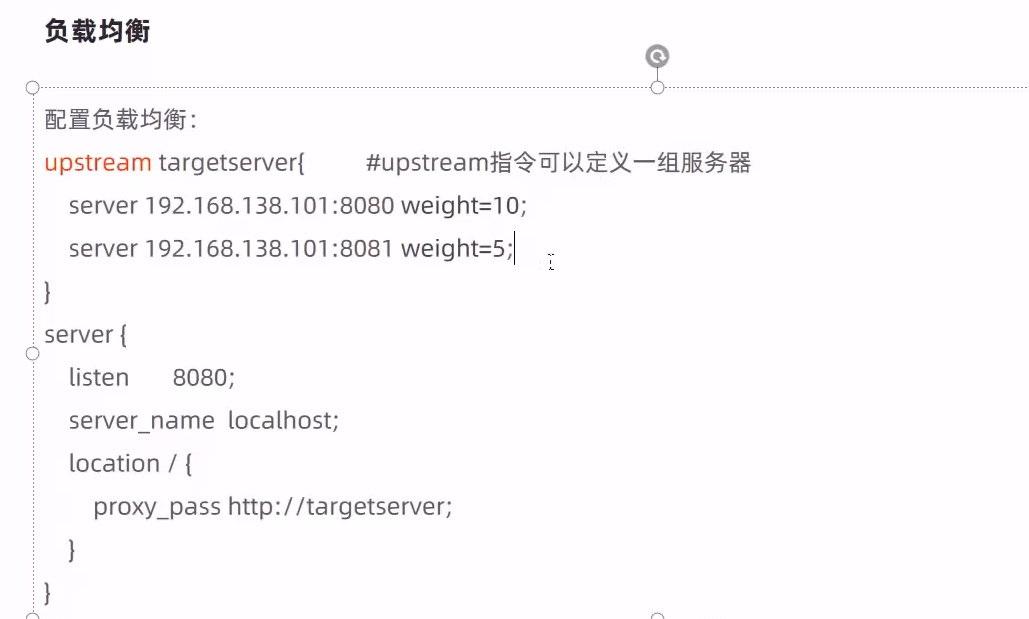 负载均衡
配置负载均衡：
upstream targetserver{ #upstream指令可以定义一组服务器
server 192.168.138.101:8080 weight=10;
server 192.168.138.101:8081 weight=5;
}
server {
listen 8080;
server_name localhost;
location / {
proxy_pass http://targetserver;
}
}